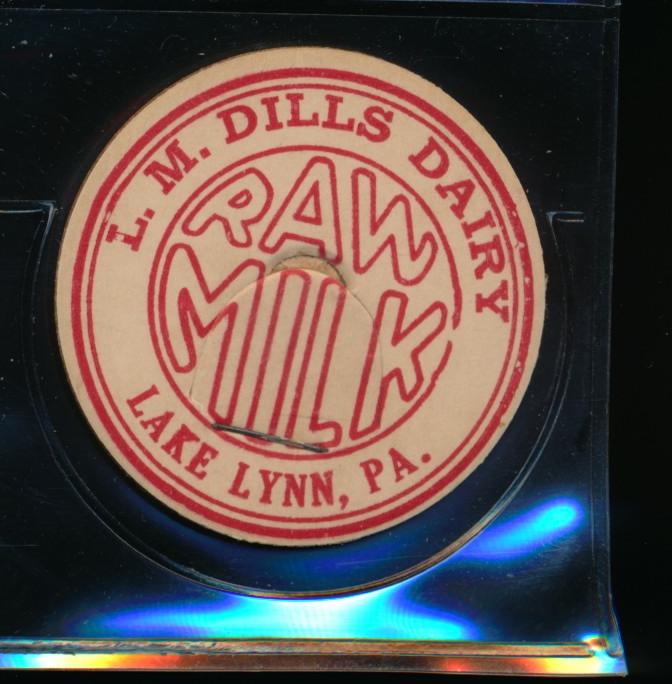 L. M. DILLS DAIRY
RAW
MILK
LAKE LYNN, PA.